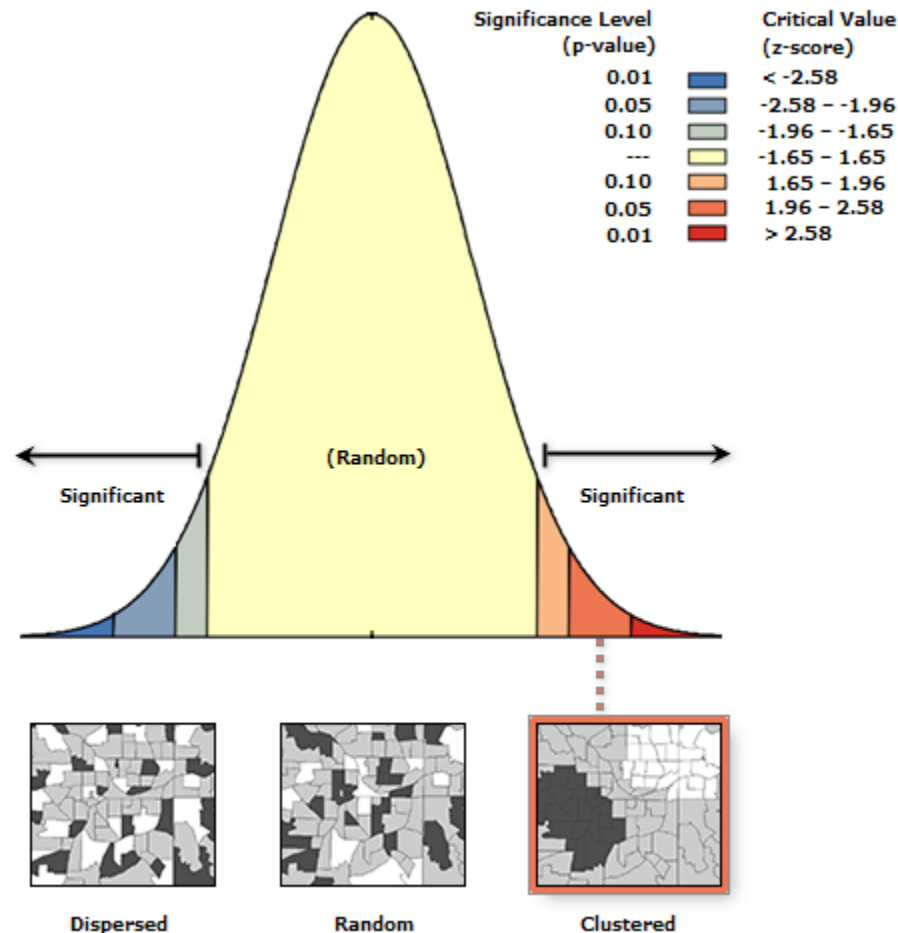 Significance Level Critical Value
(p-value) (z-score)
0.01 < -2.58
0.05 -2.58 – -1.96
0.10 -1.96 – -1.65
--- -1.65 – 1.65
0.10 1.65 – 1.96
0.05 1.96 – 2.58
0.01 > 2.58
(Random)
Significant Significant
Dispersed Random Clustered